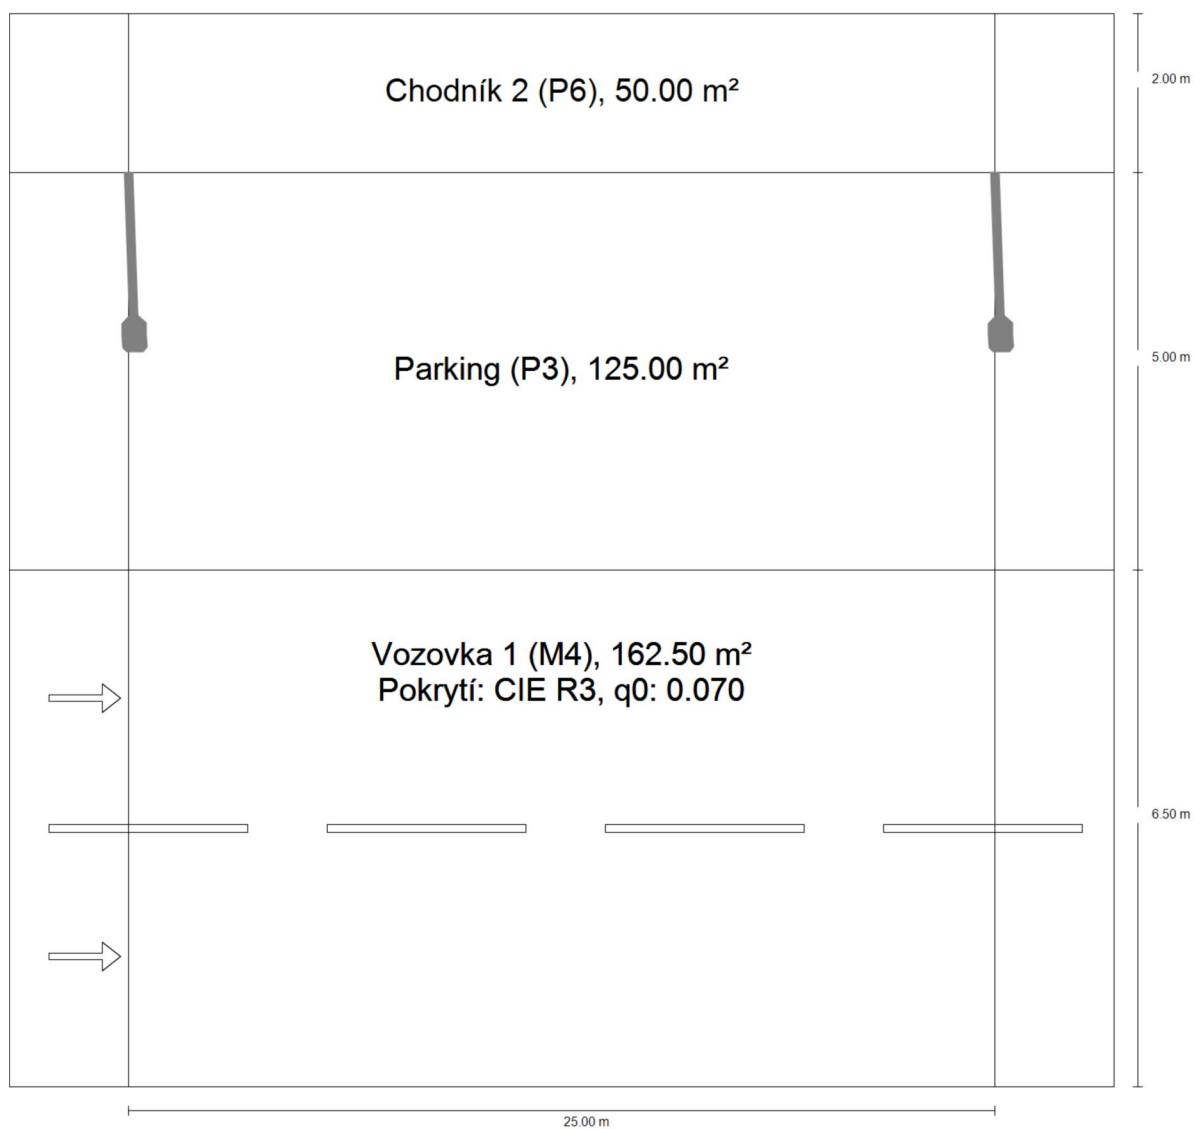 Chodník 2 (P6), 50.00 m²
2.00 m
Parking (P3), 125.00 m²
5.00 m
Vozovka 1 (M4), 162.50 m²
Pokrytí: CIE R3, q0: 0.070
6.50 m
25.00 m